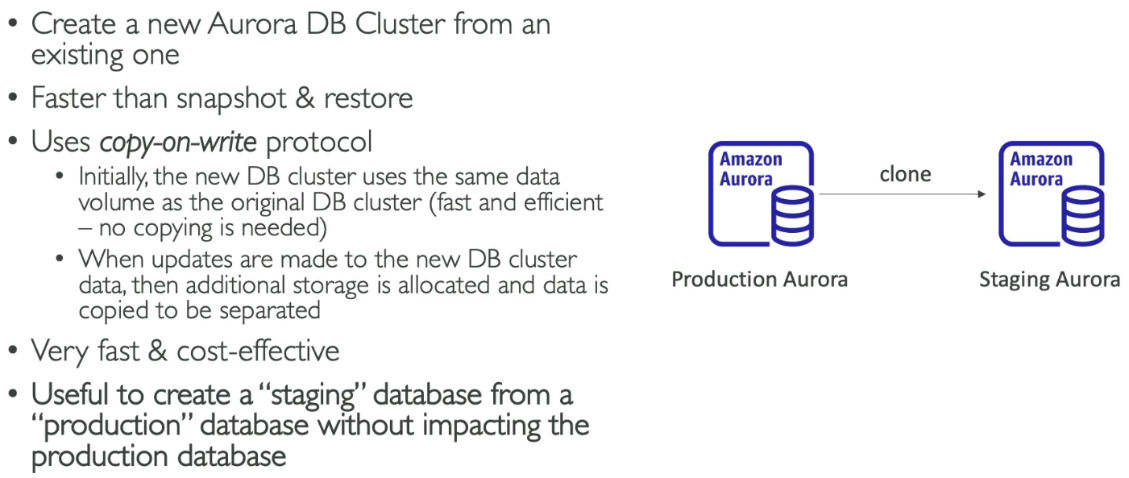 • Create a new Aurora DB Cluster from an
existing one
• Faster than snapshot & restore
• Uses copy-on-write protocol
• Initially, the new DB cluster uses the same data
volume as the original DB cluster (fast and efficient
– no copying is needed)
• When updates are made to the new DB cluster
data, then additional storage is allocated and data is
copied to be separated
• Very fast & cost-effective
• Useful to create a “staging” database from a
“production” database without impacting the
production database
Amazon
Aurora
Production Aurora
clone
Amazon
Aurora
Staging Aurora